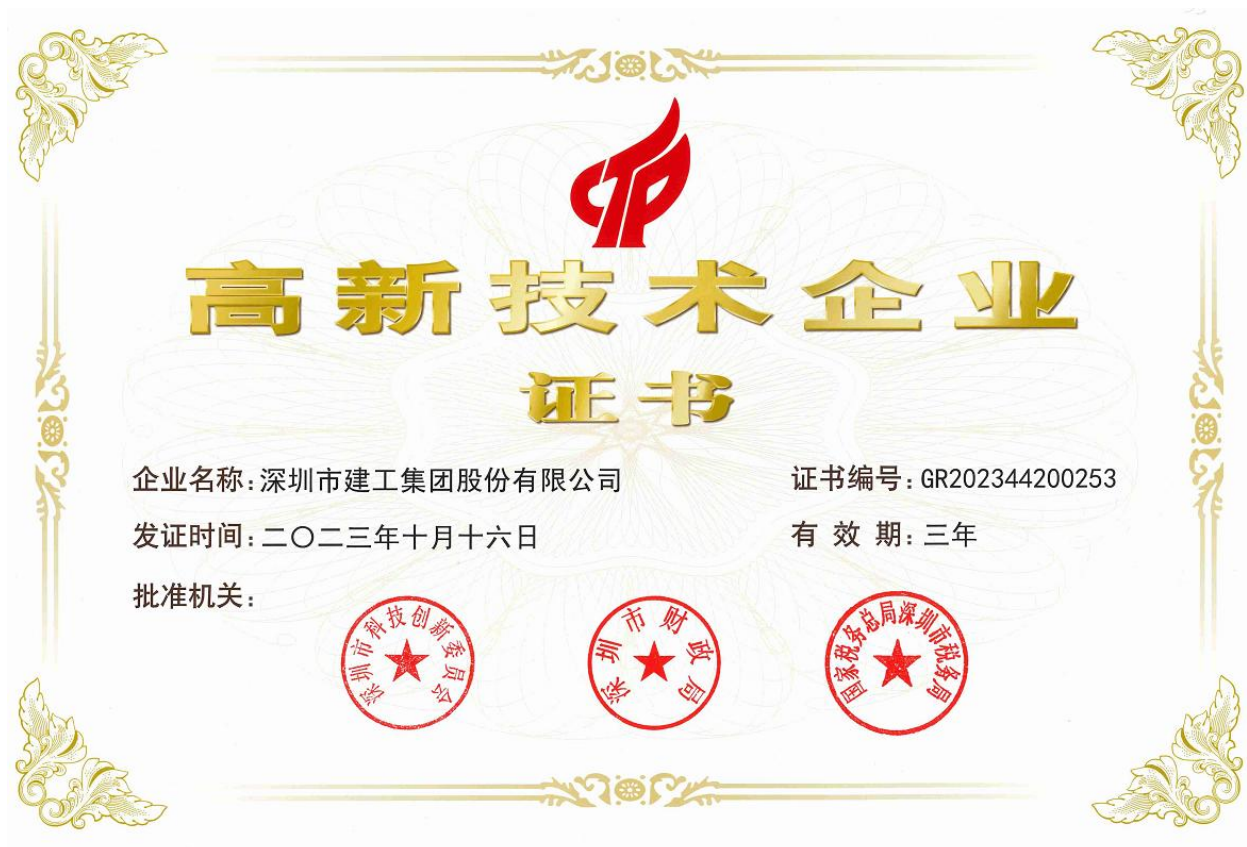 高新技术企业
证书
企业名称:深圳市建工集团股份有限公司
证书编号:GR202344200253
发证时间:二〇二三年十月十六日
有效期:三年
批准机关:
深圳市科技创新委员会
深圳市财政局
国家税务总局深圳市税务局